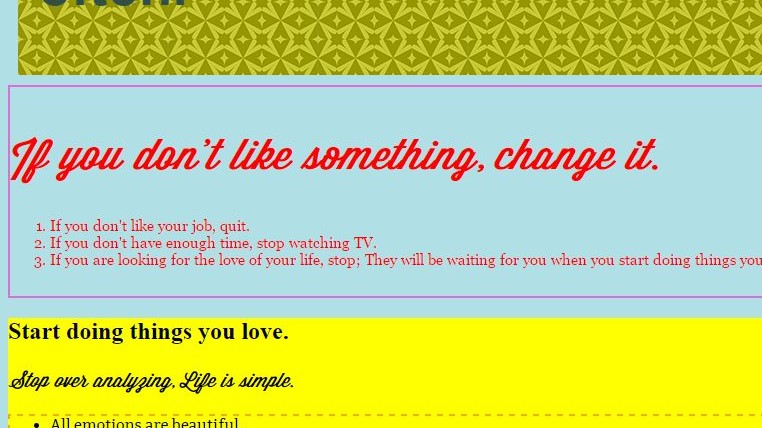 If you don't like something, change it.
1. If you don't like your job, quit.
2. If you don't have enough time, stop watching TV.
3. If you are looking for the love of your life, stop; They will be waiting for you when you start doing things you
Start doing things you love.
Stop over analyzing, Life is simple.
• All emotions are beautiful